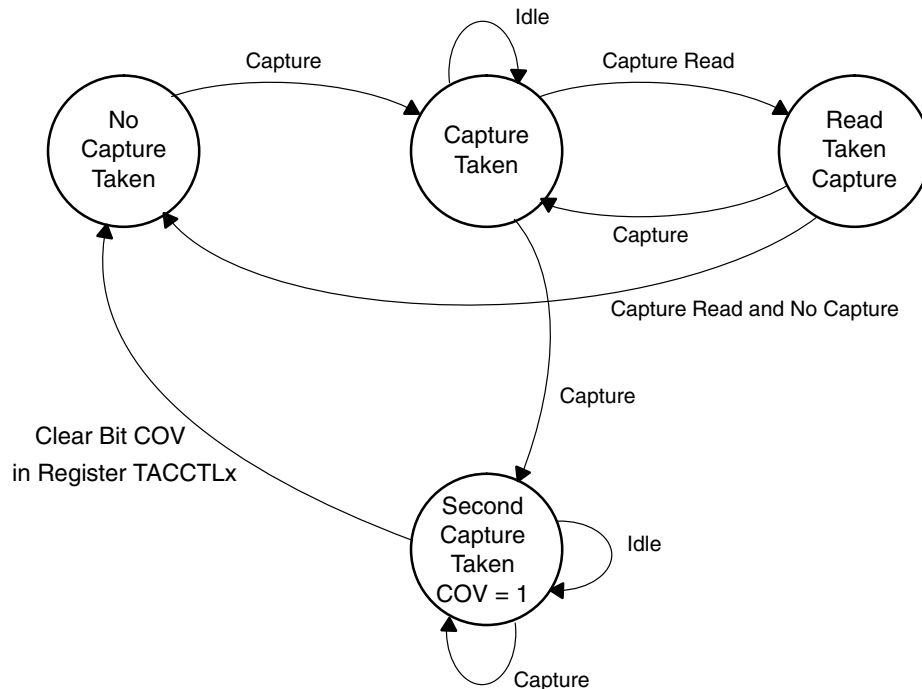 Idle
Capture
Capture Read
No
Capture
Taken
Capture
Taken
Read
Taken
Capture
Capture
Capture Read and No Capture
Capture
Clear Bit COV
in Register TACCTLx
Second
Capture
Taken
COV = 1
Idle
Capture